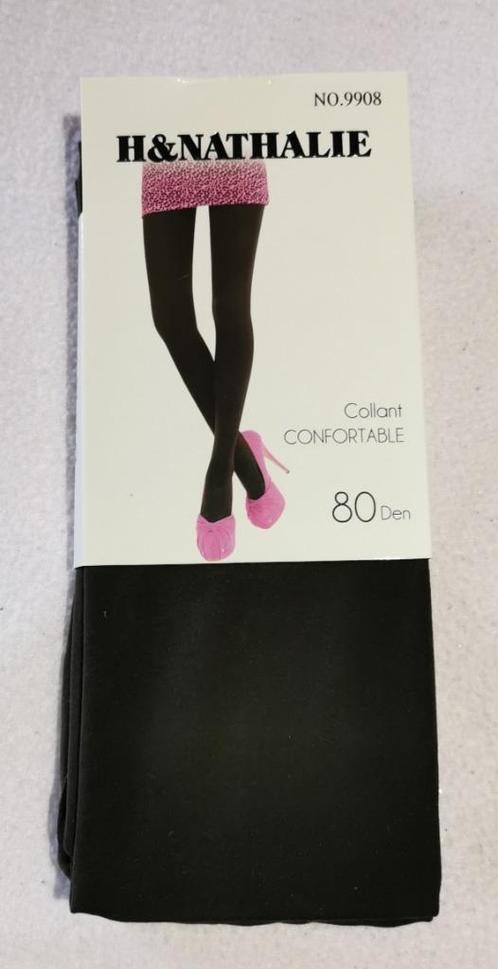 NO.9908
H&NATHALIE
Collant
CONFORTABLE
80 Den